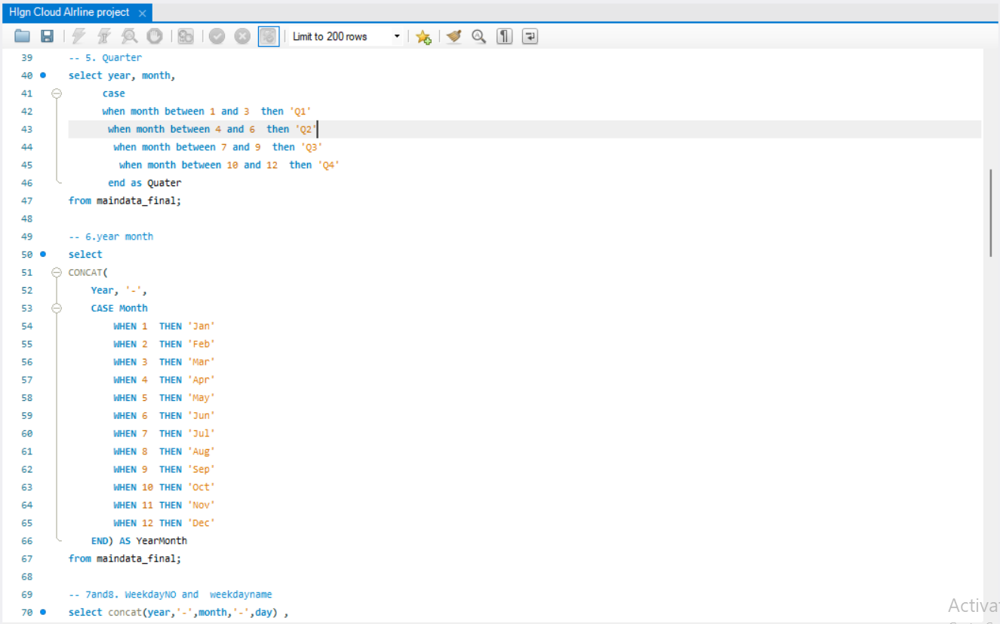 HIgn Cloud AIrline project
Limit to 200 rows
39 -- 5. Quarter
40 select year, month,
41 case
42 when month between 1 and 3  then 'Q1'
43 when month between 4 and 6  then 'Q2'
44 when month between 7 and 9  then 'Q3'
45 when month between 10 and 12  then 'Q4'
46 end as Quater
47 from maindata_final;
48
49 -- 6.year month
50 select
51 CONCAT(
52 Year, '-',
53 CASE Month
54 WHEN 1  THEN 'Jan'
55 WHEN 2  THEN 'Feb'
56 WHEN 3  THEN 'Mar'
57 WHEN 4  THEN 'Apr'
58 WHEN 5  THEN 'May'
59 WHEN 6  THEN 'Jun'
60 WHEN 7  THEN 'Jul'
61 WHEN 8  THEN 'Aug'
62 WHEN 9  THEN 'Sep'
63 WHEN 10 THEN 'Oct'
64 WHEN 11 THEN 'Nov'
65 WHEN 12 THEN 'Dec'
66 END) AS YearMonth
67 from maindata_final;
68
69 -- 7and8. WeekdayNO and  weekdayname
70 select concat(year,'-',month,'-',day) ,
Activa